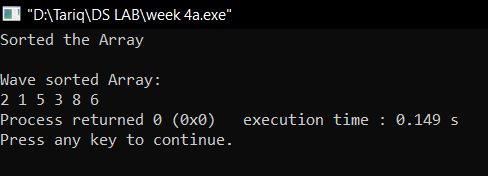 "D:\Tariq\DS LAB\week 4a.exe"
Sorted the Array
Wave sorted Array:
2 1 5 3 8 6
Process returned 0 (0x0)   execution time : 0.149 s
Press any key to continue.